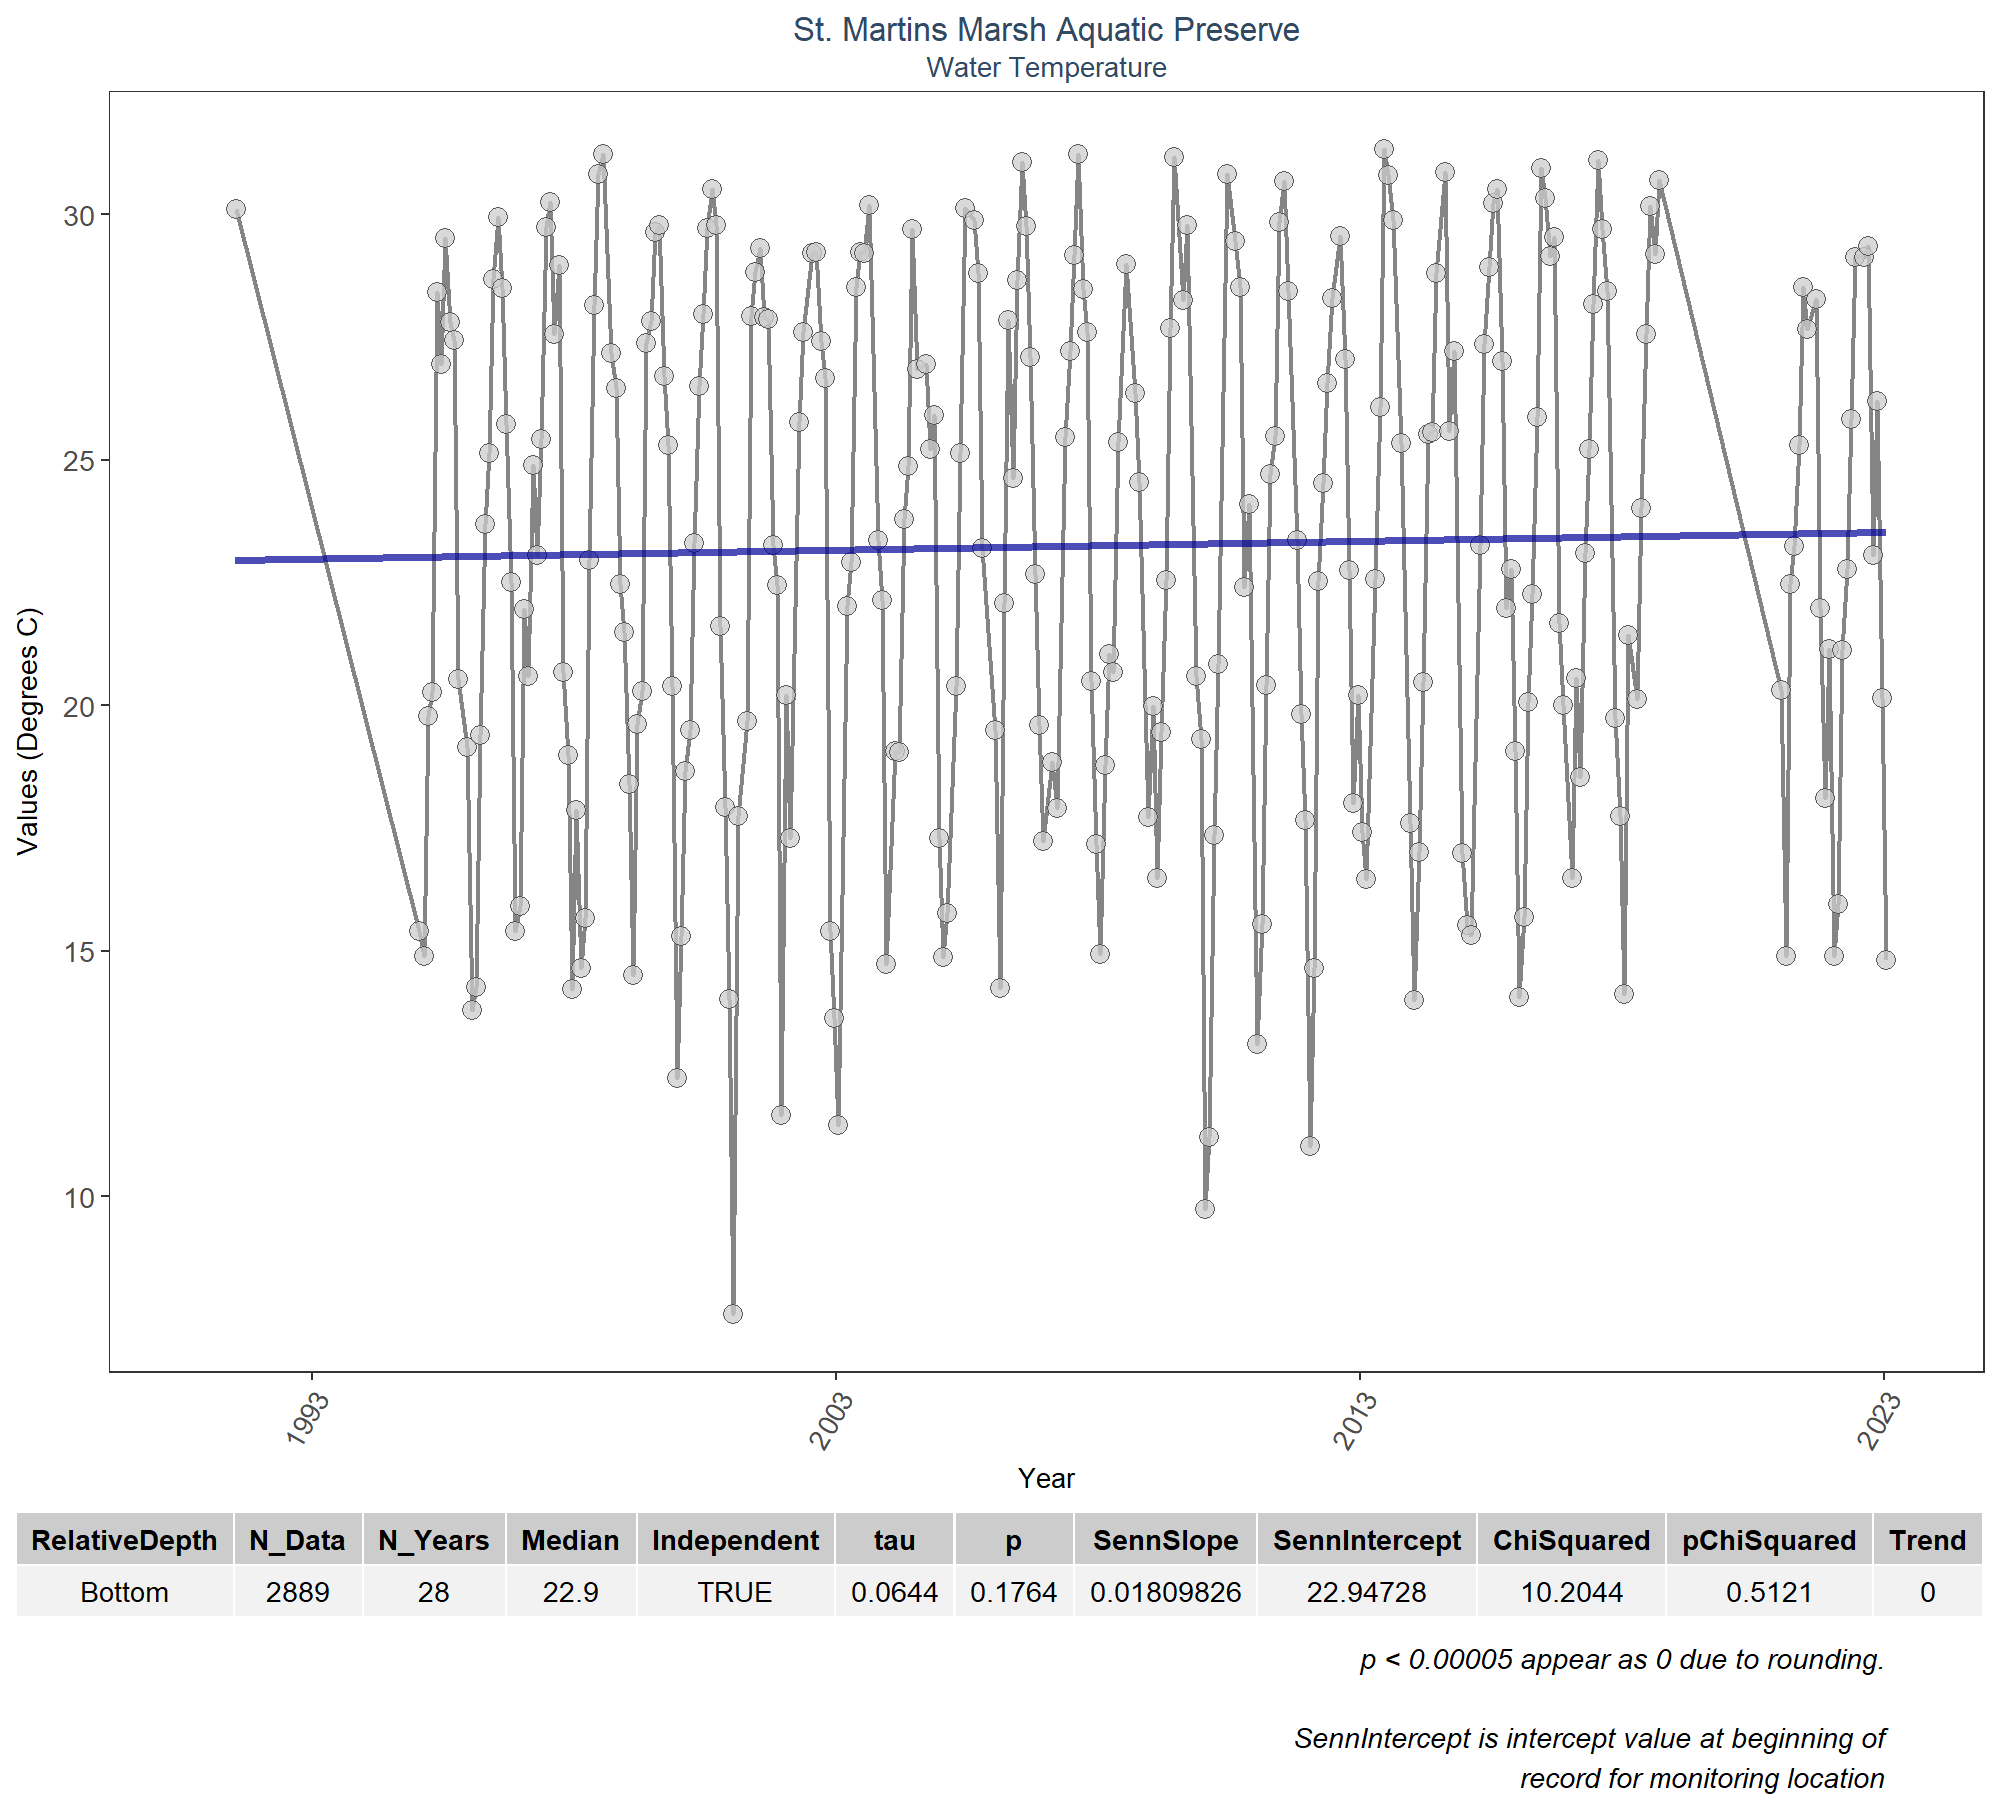 St. Martins Marsh Aquatic Preserve
Water Temperature
Values (Degrees C)
30
25
20
15
10
1993
2003
2013
2023
Year
RelativeDepth N_Data N_Years Median Independent tau p SennSlope SennIntercept ChiSquared pChiSquared Trend
Bottom 2889 28 22.9 TRUE 0.0644 0.1764 0.01809826 22.94728 10.2044 0.5121 0
p < 0.00005 appear as 0 due to rounding.
SennIntercept is intercept value at beginning of
record for monitoring location